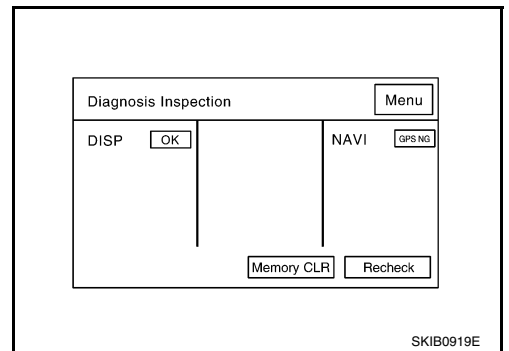 Diagnosis Inspection Menu
DISP OK NAVI GPS NG
Memory CLR Recheck
SKIB0919E